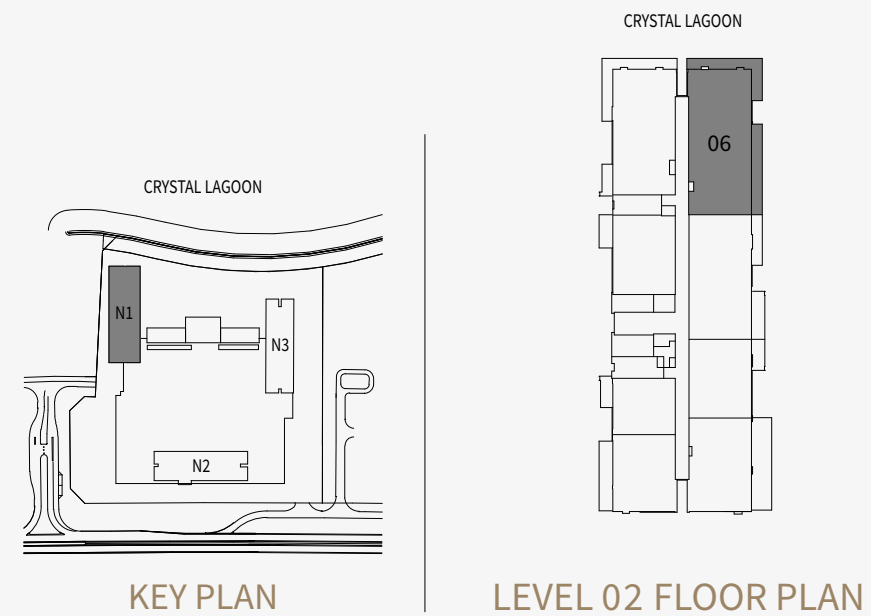 CRYSTAL LAGOON
N1
N3
N2
KEY PLAN
CRYSTAL LAGOON
06
LEVEL 02 FLOOR PLAN